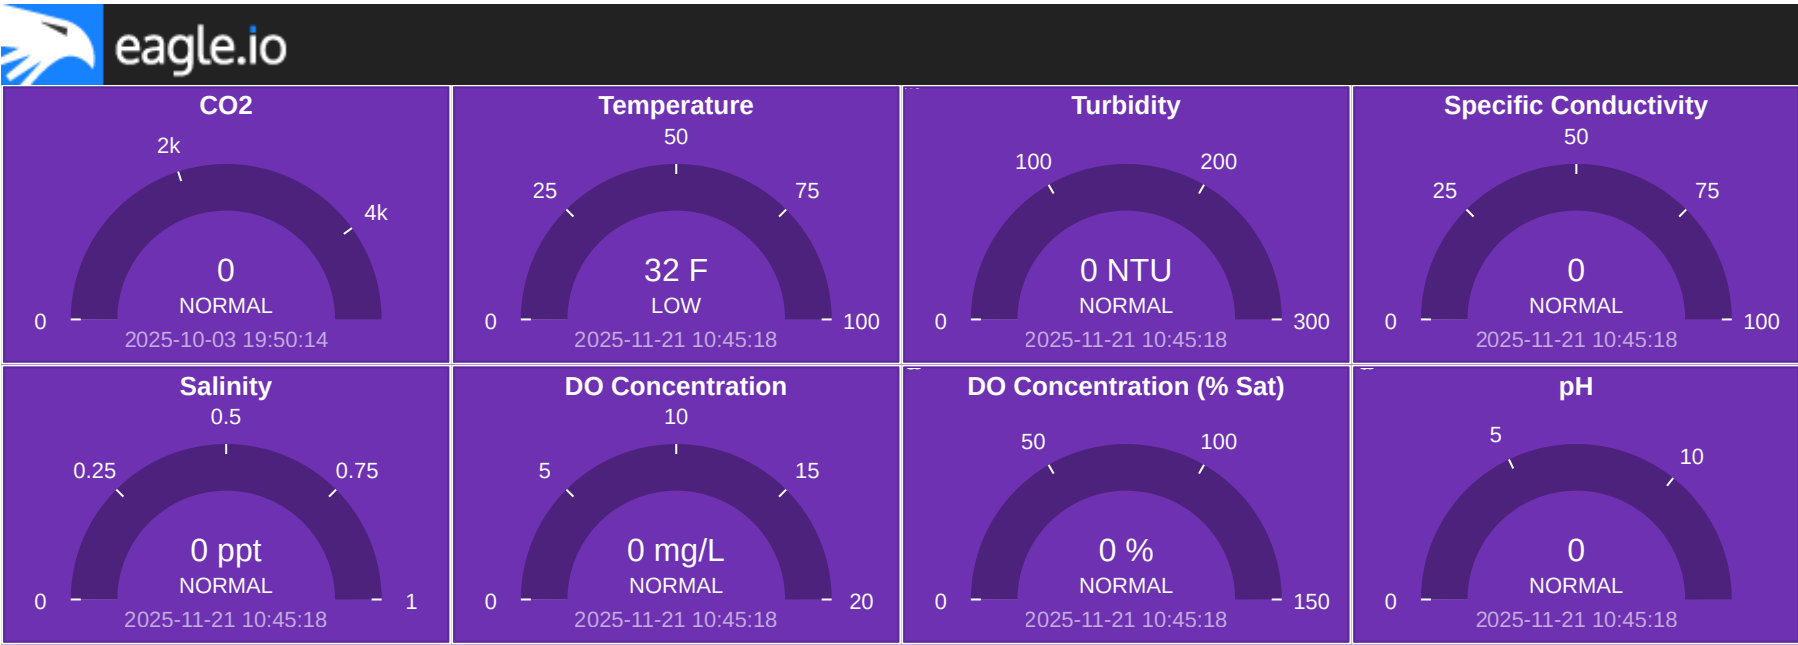 eagle.io
CO2
2k
4k
0
0
NORMAL
2025-10-03 19:50:14
Temperature
50
25
75
32 F
LOW
0
100
2025-11-21 10:45:18
Turbidity
100
200
0 NTU
NORMAL
0
300
2025-11-21 10:45:18
Specific Conductivity
50
25
75
0
NORMAL
0
100
2025-11-21 10:45:18
Salinity
0.5
0.25
0.75
0 ppt
NORMAL
0
1
2025-11-21 10:45:18
DO Concentration
10
5
15
0 mg/L
NORMAL
0
20
2025-11-21 10:45:18
DO Concentration (% Sat)
50
100
0 %
NORMAL
0
150
2025-11-21 10:45:18
pH
5
10
0
NORMAL
0
2025-11-21 10:45:18